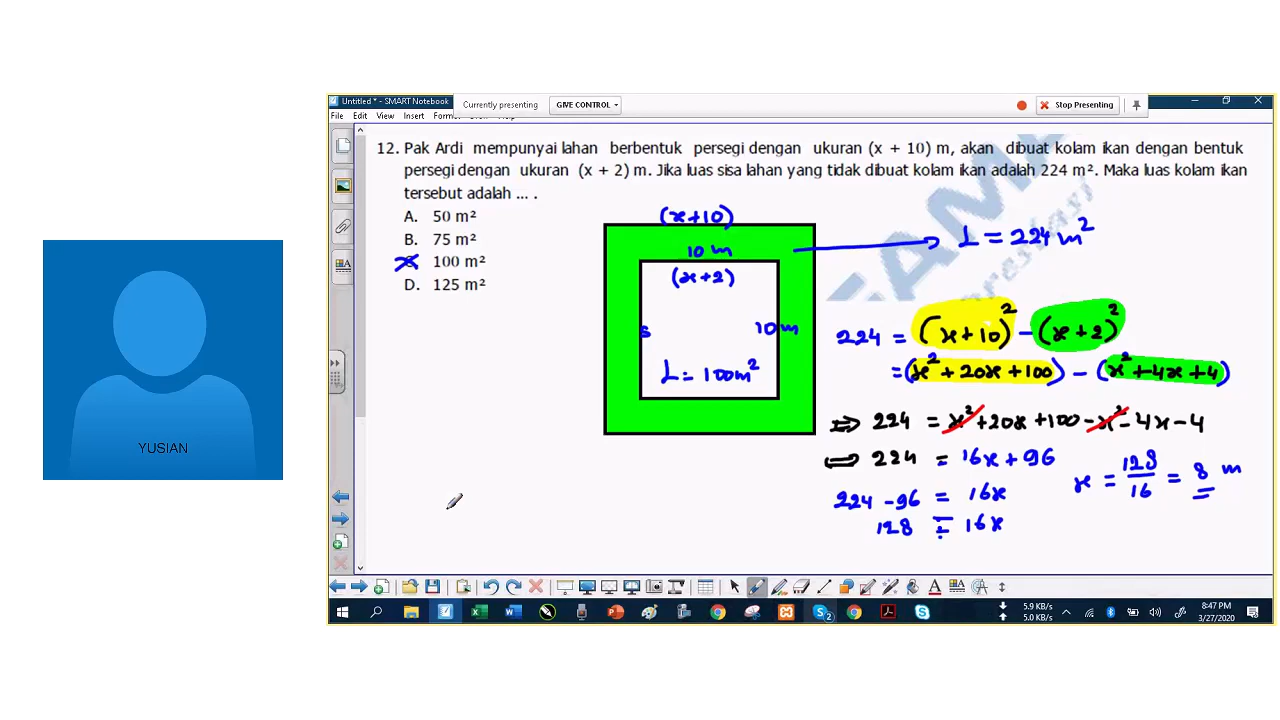 Untitled * - SMART Notebook
Currently presenting
GIVE CONTROL
Stop Presenting
File Edit View Insert
12. Pak Ardi mempunyai lahan berbentuk persegi dengan ukuran (x + 10) m, akan dibuat kolam ikan dengan bentuk
persegi dengan ukuran (x + 2) m. Jika luas sisa lahan yang tidak dibuat kolam ikan adalah 224 m². Maka luas kolam ikan
tersebut adalah ... .
A. 50 m²
B. 75 m²
100 m²
D. 125 m²
(x+10)
10 m
(x+2)
s
10 m
L = 100m²
L = 224 m²
224 = (x+10)² - (x+2)²
= (x² + 20x + 100) - (x² + 4x + 4)
⇒ 224 = x² + 20x + 100 - x² - 4x - 4
⇔ 224 = 16x + 96
224 - 96 = 16x
128 = 16x
x = 128/16 = 8 m
YUSIAN
5.9 KB/s
5.0 KB/s
8:47 PM
3/27/2020